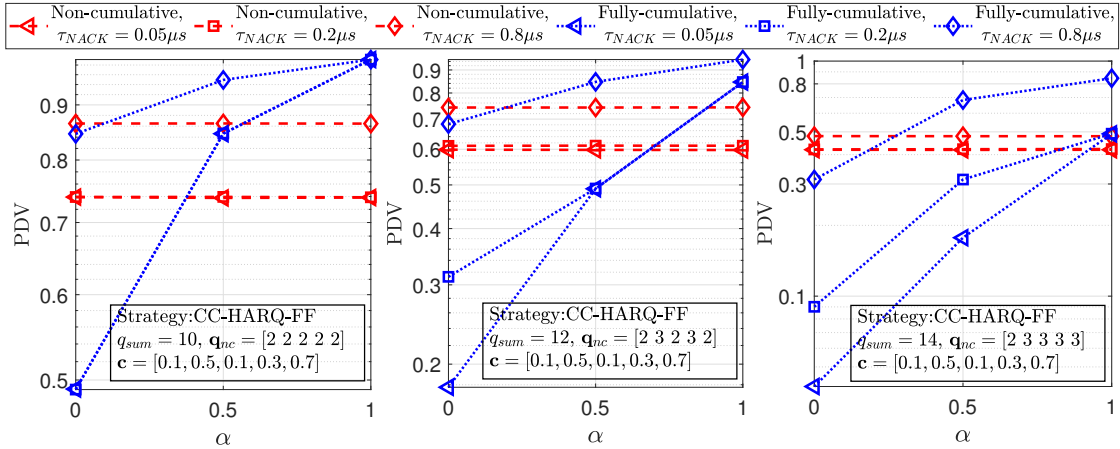 Non-cumulative, Non-cumulative, Non-cumulative, Fully-cumulative, Fully-cumulative, Fully-cumulative,
τNACK = 0.05μs τNACK = 0.2μs τNACK = 0.8μs τNACK = 0.05μs τNACK = 0.2μs τNACK = 0.8μs
PDV
0.9
0.8
0.7
0.6
0.5
Strategy:CC-HARQ-FF
qsum = 10, qnc = [2 2 2 2 2]
c = [0.1, 0.5, 0.1, 0.3, 0.7]
0 0.5 1
α
PDV
0.9
0.8
0.7
0.6
0.5
0.4
0.3
0.2
Strategy:CC-HARQ-FF
qsum = 12, qnc = [2 3 2 3 2]
c = [0.1, 0.5, 0.1, 0.3, 0.7]
0 0.5 1
α
PDV
1
0.8
0.5
0.3
0.1
Strategy:CC-HARQ-FF
qsum = 14, qnc = [2 3 3 3 3]
c = [0.1, 0.5, 0.1, 0.3, 0.7]
0 0.5 1
α